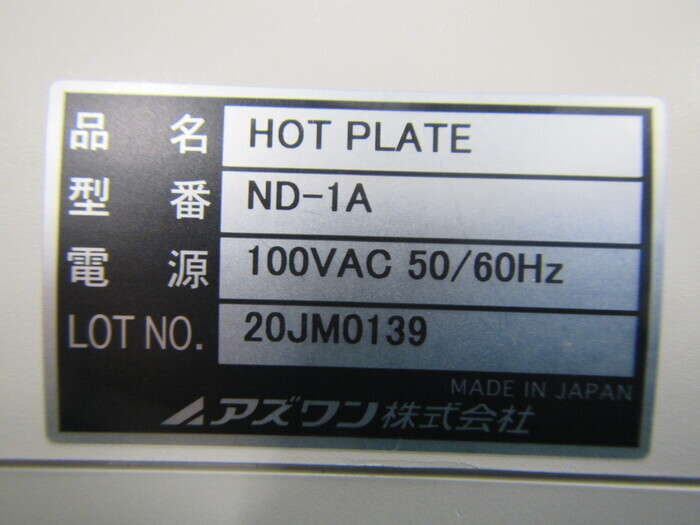 品名 HOT PLATE
型番 ND-1A
電源 100VAC 50/60Hz
LOT NO. 20JM0139
MADE IN JAPAN
アズワン株式会社